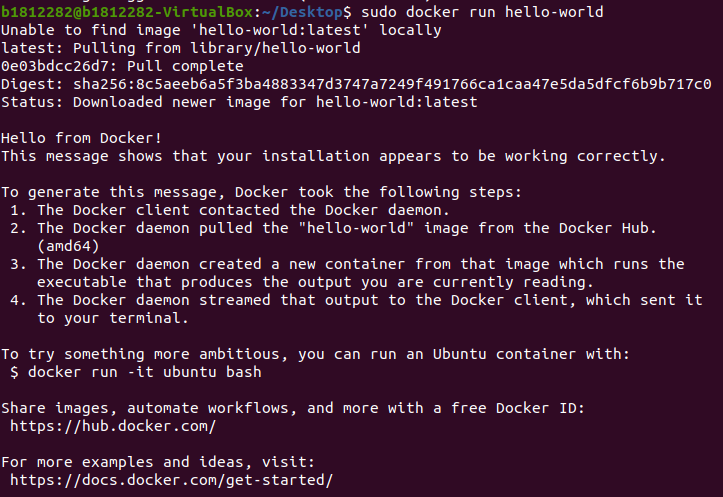 b1812282@b1812282-VirtualBox:~/Desktop$ sudo docker run hello-world
Unable to find image 'hello-world:latest' locally
latest: Pulling from library/hello-world
0e03bdcc26d7: Pull complete
Digest: sha256:8c5aeeb6a5f3ba4883347d3747a7249f491766ca1caa47e5da5dfcf6b9b717c0
Status: Downloaded newer image for hello-world:latest

Hello from Docker!
This message shows that your installation appears to be working correctly.

To generate this message, Docker took the following steps:
 1. The Docker client contacted the Docker daemon.
 2. The Docker daemon pulled the "hello-world" image from the Docker Hub.
    (amd64)
 3. The Docker daemon created a new container from that image which runs the
    executable that produces the output you are currently reading.
 4. The Docker daemon streamed that output to the Docker client, which sent it
    to your terminal.

To try something more ambitious, you can run an Ubuntu container with:
 $ docker run -it ubuntu bash

Share images, automate workflows, and more with a free Docker ID:
 https://hub.docker.com/

For more examples and ideas, visit:
 https://docs.docker.com/get-started/